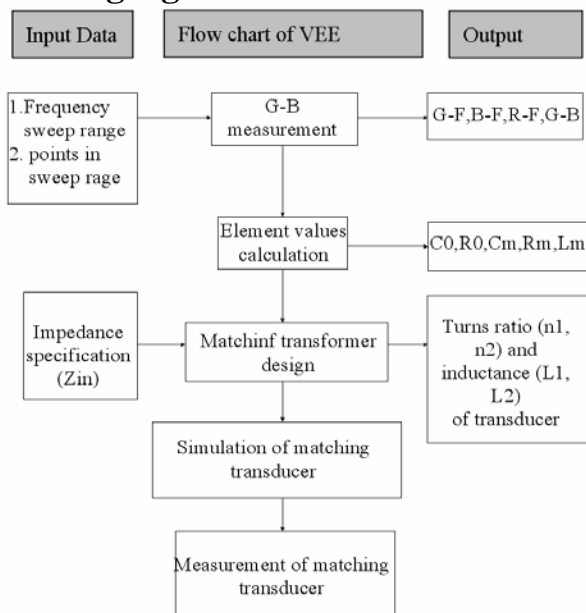 Input Data
Flow chart of VEE
Output
1.Frequency
sweep range
2. points in
sweep rage
G-B
measurement
G-F,B-F,R-F,G-B
Element values
calculation
C0,R0,Cm,Rm,Lm
Impedance
specification
(Zin)
Matchinf transformer
design
Turns ratio (n1,
n2) and
inductance (L1,
L2)
of transducer
Simulation of matching
transducer
Measurement of matching
transducer